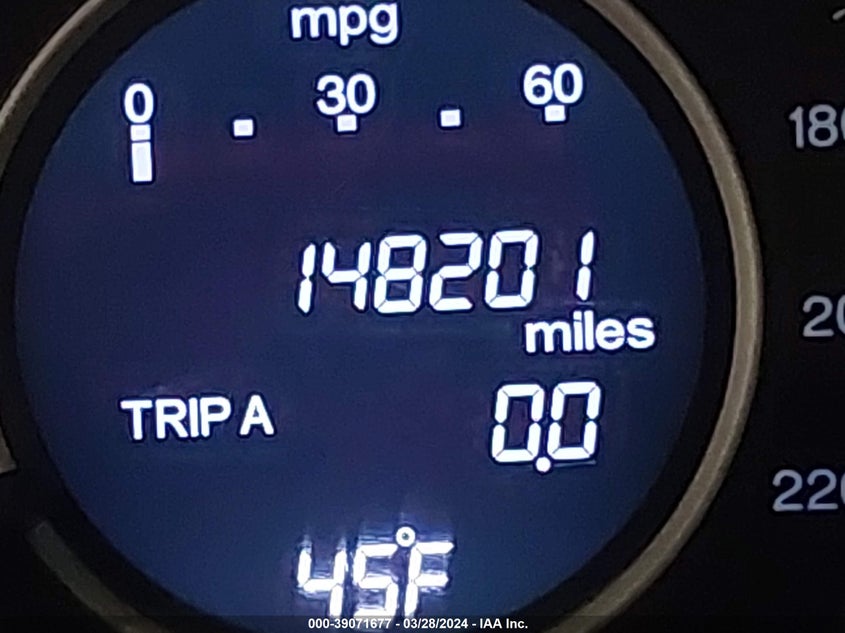 mpg
0 30 60
180
148201
miles
TRIP A 0.0
220
45°F
000-39071677 - 03/28/2024 - IAA Inc.